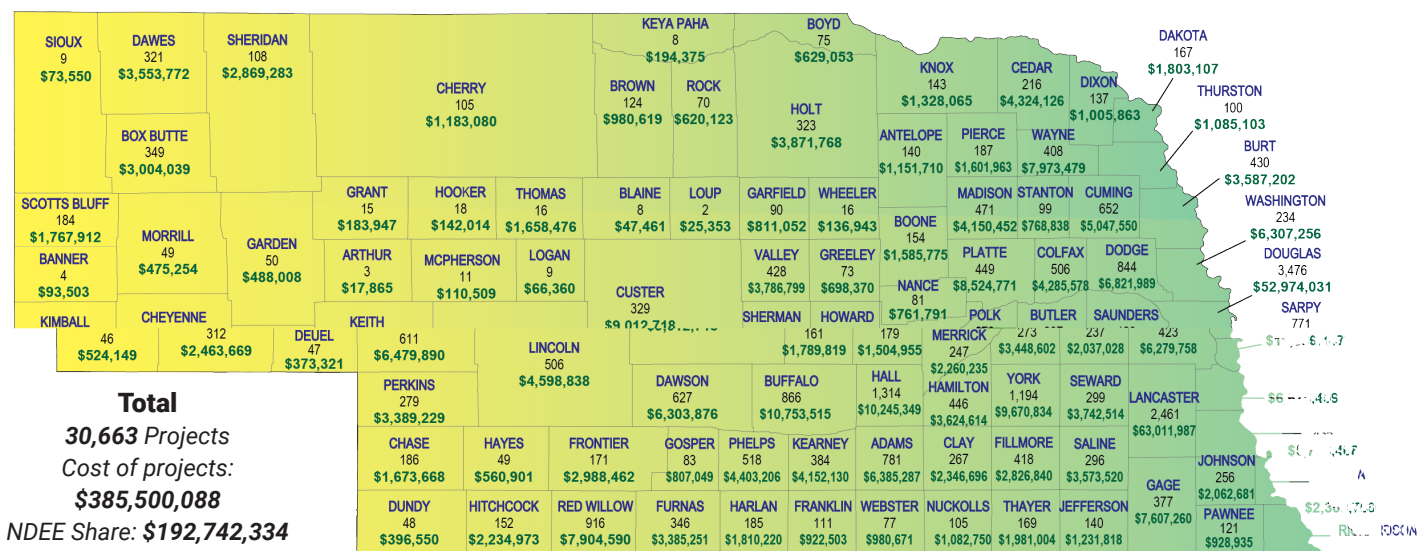 SIOUX
9
$73,550
DAWES
321
$3,553,772
SHERIDAN
108
$2,869,283
CHERRY
105
$1,183,080
KEYA PAHA
8
$194,375
BOYD
75
$629,053
BROWN
124
$980,619
ROCK
70
$620,123
HOLT
323
$3,871,768
KNOX
143
$1,328,065
CEDAR
216
$4,324,126
DIXON
137
$1,005,863
DAKOTA
167
$1,803,107
THURSTON
100
$1,085,103
BOX BUTTE
349
$3,004,039
ANTELOPE
140
$1,151,710
PIERCE
187
$1,601,963
WAYNE
408
$7,973,479
BURT
430
$3,587,202
WASHINGTON
234
$6,307,256
DOUGLAS
3,476
$52,974,031
SARPY
771
SCOTTS BLUFF
184
$1,767,912
MORRILL
49
$475,254
GARDEN
50
$488,008
GRANT
15
$183,947
HOOKER
18
$142,014
THOMAS
16
$1,658,476
BLAINE
8
$47,461
LOUP
2
$25,353
GARFIELD
90
$811,052
WHEELER
16
$136,943
BOONE
154
$1,585,775
MADISON
471
$4,150,452
STANTON
99
$768,838
CUMING
652
$5,047,550
BANNER
4
$93,503
ARTHUR
3
$17,865
MCPHERSON
11
$110,509
LOGAN
9
$66,360
CUSTER
329
VALLEY
428
$3,786,799
GREELEY
73
$698,370
NANCE
81
$761,791
PLATTE
449
$8,524,771
COLFAX
506
$4,285,578
DODGE
844
$6,821,989
KIMBALL
46
$524,149
CHEYENNE
312
$2,463,669
DEUEL
47
$373,321
KEITH
611
$6,479,890
LINCOLN
506
$4,598,838
SHERMAN
161
$1,789,819
HOWARD
179
$1,504,955
MERRICK
247
$2,260,235
POLK
273
$3,448,602
BUTLER
237
$2,037,028
SAUNDERS
423
$6,279,758
PERKINS
279
$3,389,229
DAWSON
627
$6,303,876
BUFFALO
866
$10,753,515
HALL
1,314
$10,245,349
HAMILTON
446
$3,624,614
YORK
1,194
$9,670,834
SEWARD
299
$3,742,514
LANCASTER
2,461
$63,011,987
CHASE
186
$1,673,668
HAYES
49
$560,901
FRONTIER
171
$2,988,462
GOSPER
83
$807,049
PHELPS
518
$4,403,206
KEARNEY
384
$4,152,130
ADAMS
781
$6,385,287
CLAY
267
$2,346,696
FILLMORE
418
$2,826,840
SALINE
296
$3,573,520
GAGE
377
$7,607,260
JOHNSON
256
$2,062,681
DUNDY
48
$396,550
HITCHCOCK
152
$2,234,973
RED WILLOW
916
$7,904,590
FURNAS
346
$3,385,251
HARLAN
185
$1,810,220
FRANKLIN
111
$922,503
WEBSTER
77
$980,671
NUCKOLLS
105
$1,082,750
THAYER
169
$1,981,004
JEFFERSON
140
$1,231,818
PAWNEE
121
$928,935
Total
30,663 Projects
Cost of projects:
$385,500,088
NDEE Share: $192,742,334